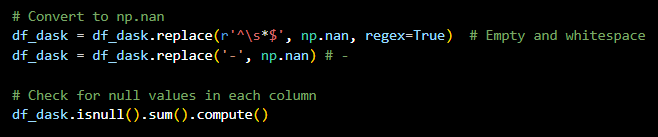 # Convert to np.nan
df_dask = df_dask.replace(r'^\s*$', np.nan, regex=True)  # Empty and whitespace
df_dask = df_dask.replace('-', np.nan) # -
# Check for null values in each column
df_dask.isnull().sum().compute()